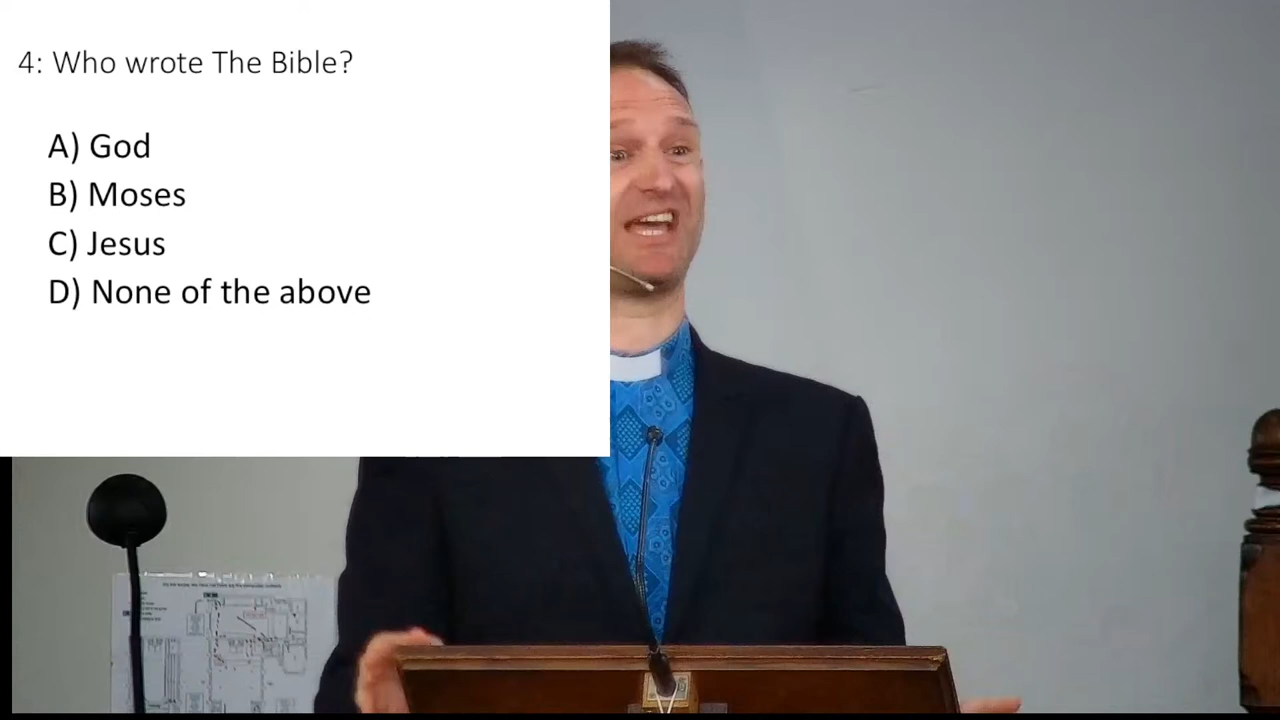 4: Who wrote The Bible?
A) God
B) Moses
C) Jesus
D) None of the above